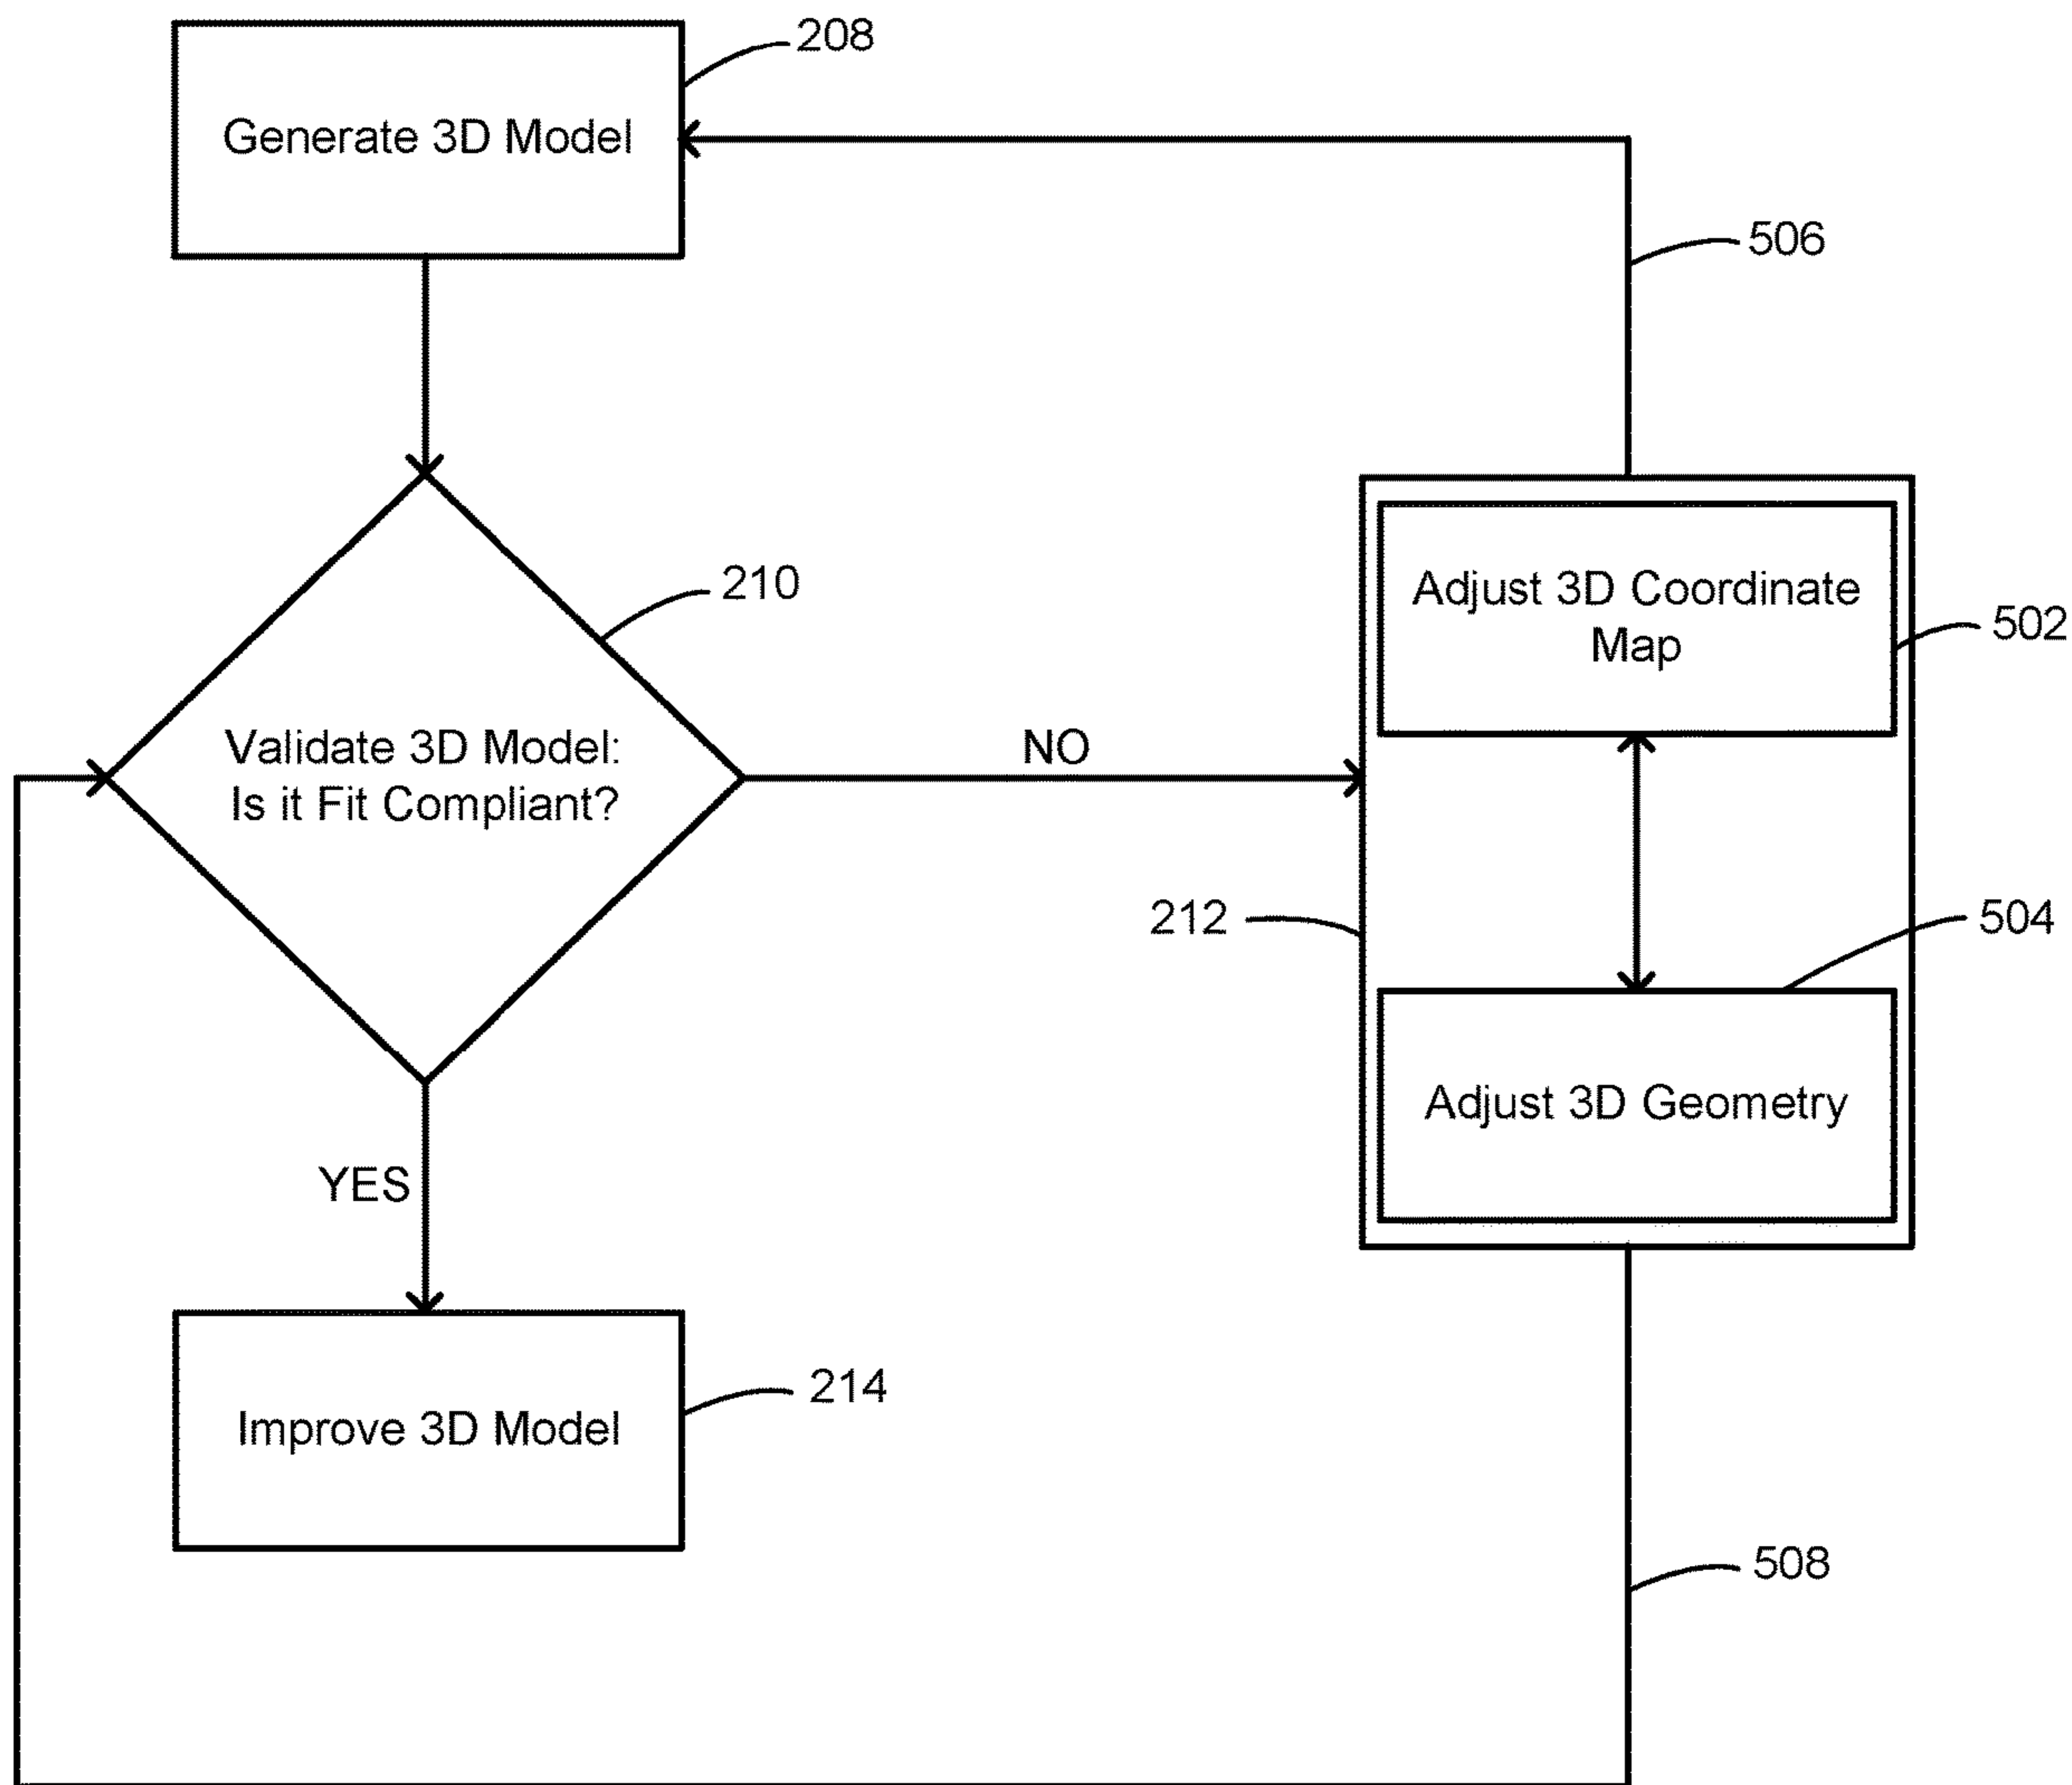 208
Generate 3D Model
506
210
Adjust 3D Coordinate
Map
502
Validate 3D Model:
Is it Fit Compliant?
NO
212
504
Adjust 3D Geometry
YES
214
Improve 3D Model
508